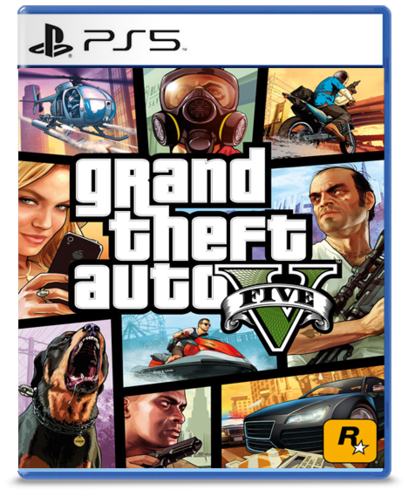 PS5
grand
theft
auto
V
FIVE
R